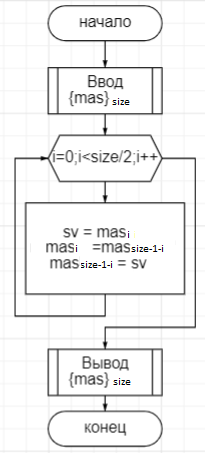 начало
Ввод
{mas} size
i=0;i<size/2;i++
sv = masi
masi =massize-1-i
massize-1-i = sv
Вывод
{mas} size
конец